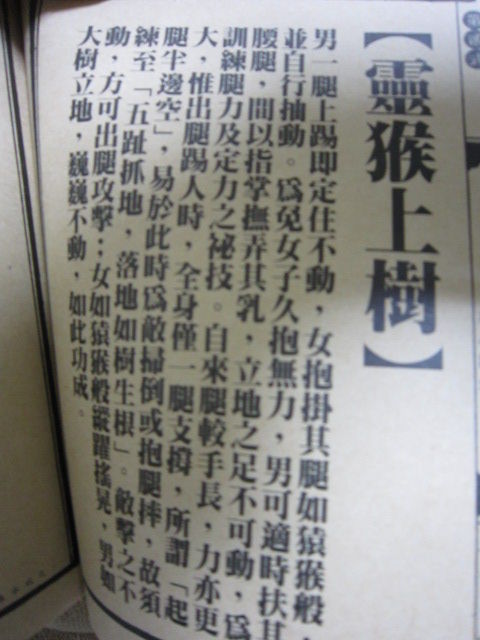 【靈猴上樹】
男一腿上踢即定住不動，女抱掛其腿如猿猴般，
並自行抽動。為免女子久抱無力，男可適時扶其
腰腿，間以指掌撫弄其乳，立地之足不可動，為
訓練腿力及定力之祕技。自來腿較手長，力亦更
大，惟出腿踢人時，全身僅一腿支撐，所謂「起
腿半邊空」，易於此時為敵掃倒或抱腿摔，故須
練至「五趾抓地，落地如樹生根」。敵擊之不
動，方可出腿攻擊；女如猿猴般縱躍搖晃，男如
大樹立地，巍巍不動，如此功成。